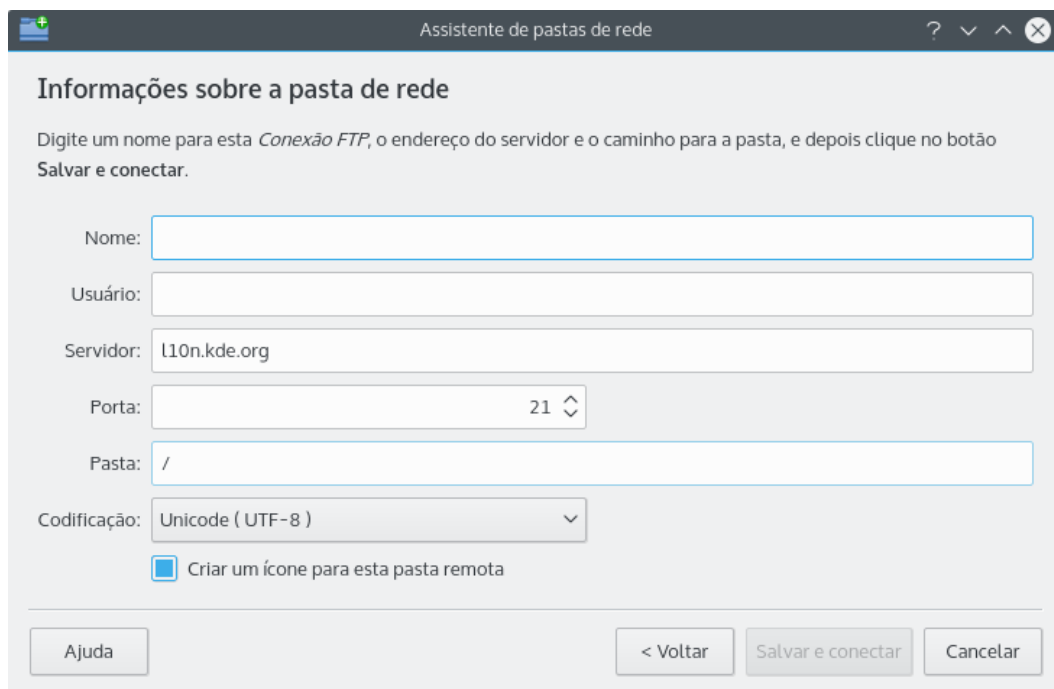 Assistente de pastas de rede
?
Informações sobre a pasta de rede
Digite um nome para esta Conexão FTP, o endereço do servidor e o caminho para a pasta, e depois clique no botão
Salvar e conectar.
Nome:
Usuário:
Servidor: l10n.kde.org
Porta: 21
Pasta: /
Codificação: Unicode ( UTF-8 )
Criar um ícone para esta pasta remota
Ajuda < Voltar Salvar e conectar Cancelar